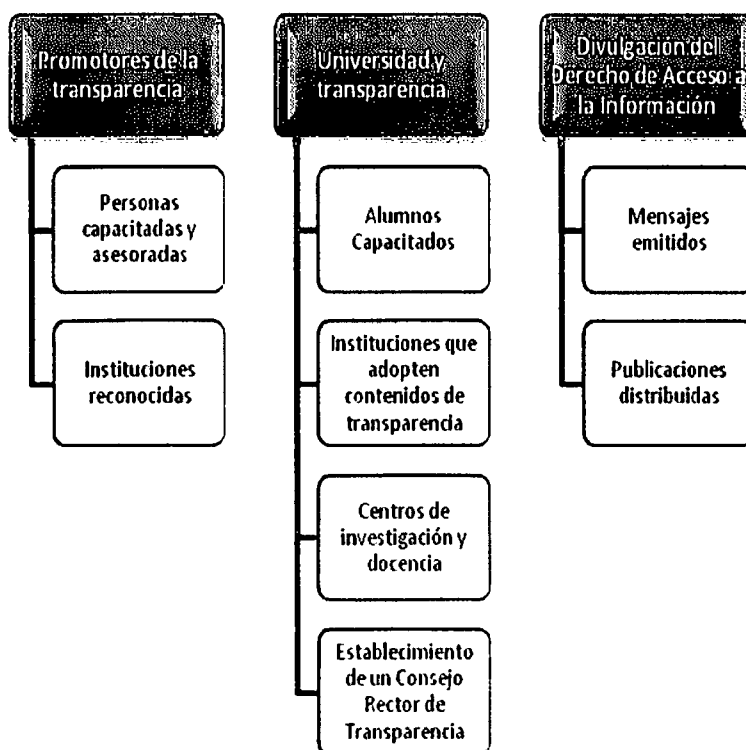 Promotores de la
transparencia
Personas
capacitadas y
asesoradas
Instituciones
reconocidas
Universidad y
transparencia
Alumnos
Capacitados
Instituciones que
adopten
contenidos de
transparencia
Centros de
investigación y
docencia
Establecimiento
de un Consejo
Rector de
Transparencia
Divulgación del
Derecho de Acceso a
la Información
Mensajes
emitidos
Publicaciones
distribuidas